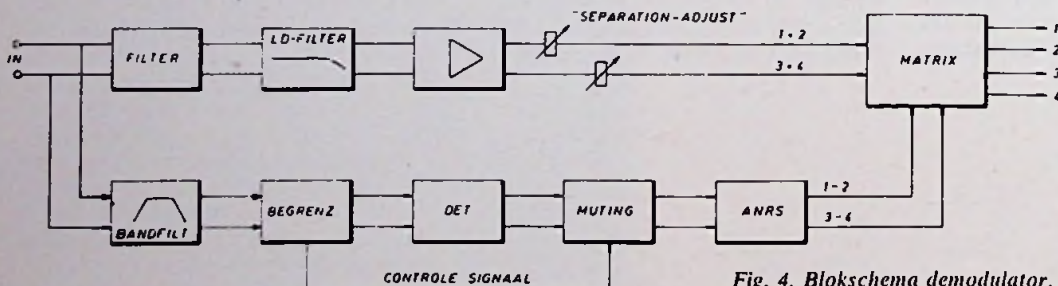 "SEPARATION-ADJUST"
IN
FILTER
LD-FILTER
1+2
3+4
MATRIX
1
2
3
4
BANDFILT
BEGRENZ
DET
MUTING
ANRS
1-2
3-4
CONTROLE SIGNAAL
Fig. 4. Blokschema demodulator.